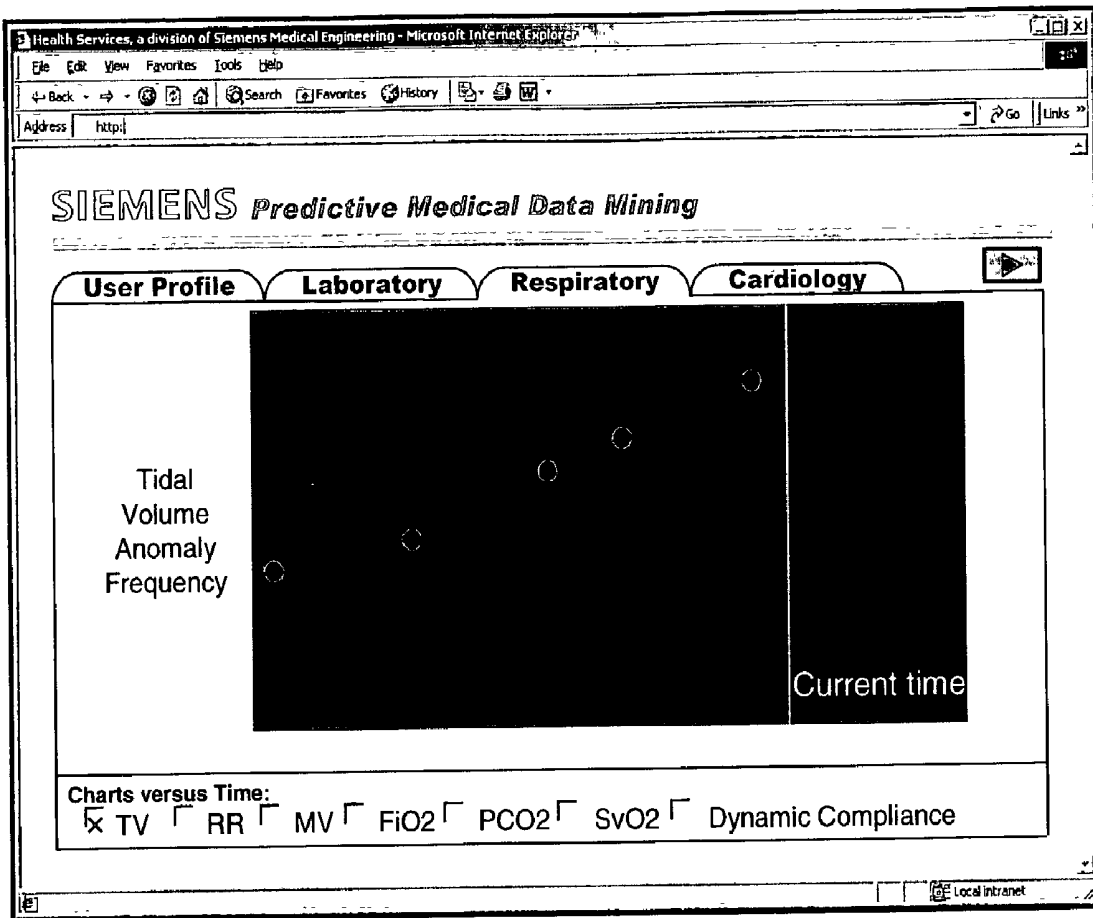 Health Services, a division of Siemens Medical Engineering - Microsoft Internet Explorer
File Edit View Favorites Tools Help
Back Search Favorites History
Address http: Go Links »
SIEMENS Predictive Medical Data Mining
User Profile Laboratory Respiratory Cardiology
Tidal
Volume
Anomaly
Frequency
Current time
Charts versus Time:
TV RR MV FiO2 PCO2 SvO2 Dynamic Compliance
Local intranet